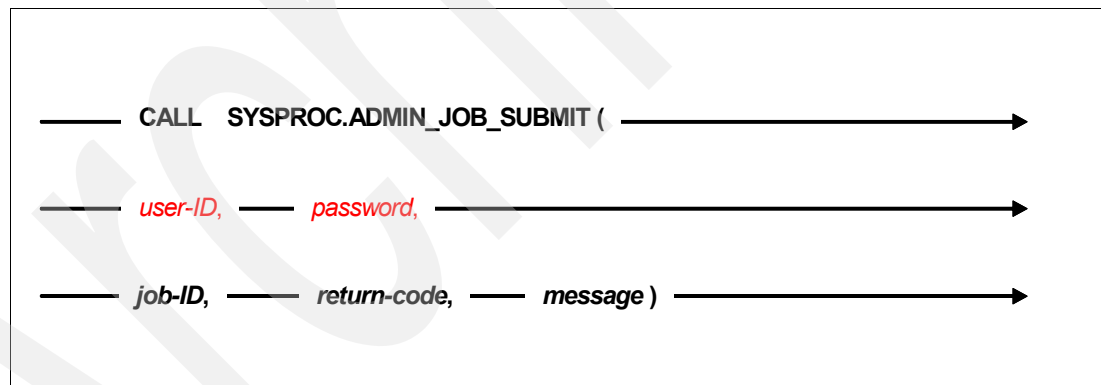 CALL SYSPROC.ADMIN_JOB_SUBMIT (
user-ID, password,
job-ID, return-code, message )